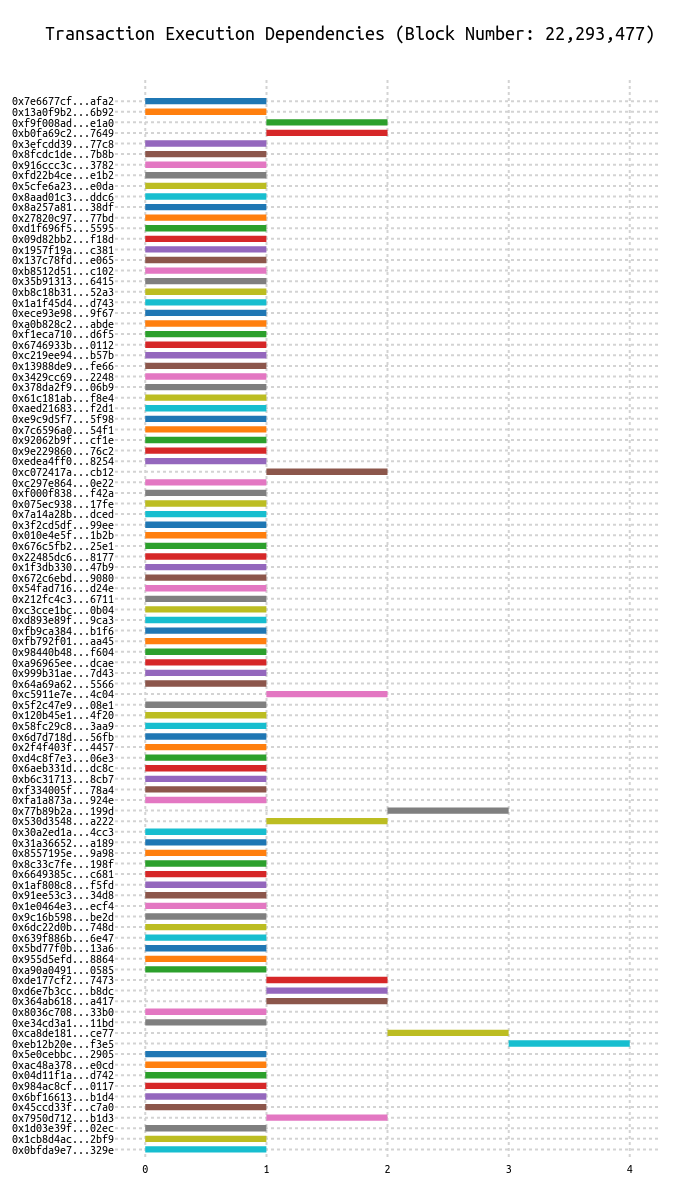 Transaction Execution Dependencies (Block Number: 22,293,477)
0x7e6677cf...afa2
0x13a0f9b2...6b92
0xf9f008ad...e1a0
0xb0fa69c2...7649
0x3efcdd39...77c8
0x8fcdc1de...7b8b
0x916ccc3c...3782
0xfd22b4ce...e1b2
0x5cfe6a23...e0da
0x8aad01c3...ddc6
0x8a257a81...38df
0x27820c97...77bd
0xd1f696f5...5595
0x09d82bb2...f18d
0x1957f19a...c381
0x137c78fd...e065
0xb8512d51...c102
0x35b91313...6415
0xb8c18b31...52a3
0x1a1f45d4...d743
0xece93e98...9f67
0xa0b828c2...abde
0xf1eca710...d6f5
0x6746933b...0112
0xc219ee94...b57b
0x13988de9...fe66
0x3429cc69...2248
0x378da2f9...06b9
0x61c181ab...f8e4
0xaed21683...f2d1
0xe9c9d5f7...5f98
0x7c6596a0...54f1
0x92062b9f...cf1e
0x9e229860...76c2
0xedea4ff0...8254
0xc072417a...cb12
0xc297e864...0e22
0xf000f838...f42a
0x075ec938...17fe
0x7a14a28b...dced
0x3f2cd5df...99ee
0x010e4e5f...1b2b
0x676c5fb2...25e1
0x22485dc6...8177
0x1f3db330...47b9
0x672c6ebd...9080
0x54fad716...d24e
0x212fc4c3...6711
0xc3cce1bc...0b04
0xd893e89f...9ca3
0xfb9ca384...b1f6
0xfb792f01...aa45
0x98440b48...f604
0xa96965ee...dcae
0x999b31ae...7d43
0x64a69a62...5566
0xc5911e7e...4c04
0x5f2c47e9...08e1
0x120b45e1...4f20
0x58fc29c8...3aa9
0x6d7d718d...56fb
0x2f4f403f...4457
0xd4c8f7e3...06e3
0x6aeb331d...dc8c
0xb6c31713...8cb7
0xf334005f...78a4
0xfa1a873a...924e
0x77b89b2a...199d
0x530d3548...a222
0x30a2ed1a...4cc3
0x31a36652...a189
0x8557195e...9a98
0x8c33c7fe...198f
0x6649385c...c681
0x1af808c8...f5fd
0x91ee53c3...34d8
0x1e0464e3...ecf4
0x9c16b598...be2d
0x6dc22d0b...748d
0x639f886b...6e47
0x5bd77f0b...13a6
0x955d5efd...8864
0xa90a0491...0585
0xde177cf2...7473
0xd6e7b3cc...b8dc
0x364ab618...a417
0x8036c708...33b0
0xe34cd3a1...11bd
0xca8de181...ce77
0xeb12b20e...f3e5
0x5e0cebbc...2905
0xac48a378...e0cd
0x04d11f1a...d742
0x984ac8cf...0117
0x6bf16613...b1d4
0x45ccd33f...c7a0
0x7950d712...b1d3
0x1d03e39f...02ec
0x1cb8d4ac...2bf9
0x0bfda9e7...329e
0 1 2 3 4